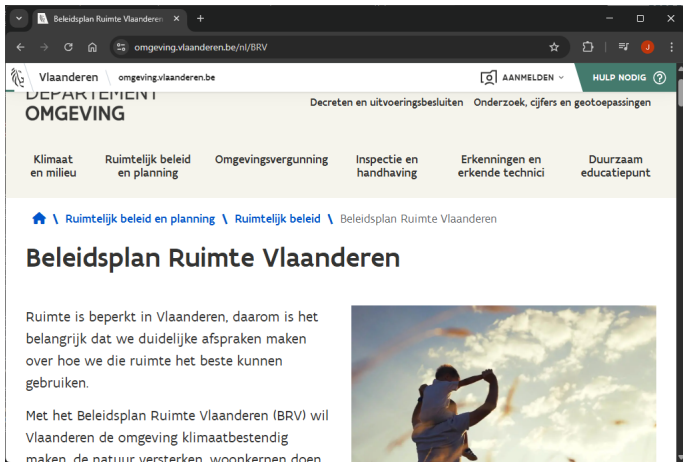 Beleidsplan Ruimte Vlaanderen
omgeving.vlaanderen.be/nl/BRV
J
Vlaanderen omgeving.vlaanderen.be AANMELDEN HULP NODIG
DEPARTEMENT
OMGEVING
Decreten en uitvoeringsbesluiten Onderzoek, cijfers en geotoepassingen
Klimaat en milieu
Ruimtelijk beleid en planning
Omgevingsvergunning
Inspectie en handhaving
Erkenningen en erkende technici
Duurzaam educatiepunt
\ Ruimtelijk beleid en planning \ Ruimtelijk beleid \ Beleidsplan Ruimte Vlaanderen
Beleidsplan Ruimte Vlaanderen
Ruimte is beperkt in Vlaanderen, daarom is het
belangrijk dat we duidelijke afspraken maken
over hoe we die ruimte het beste kunnen
gebruiken.
Met het Beleidsplan Ruimte Vlaanderen (BRV) wil
Vlaanderen de omgeving klimaatbestendig
maken, de natuur versterken, woonkernen doen